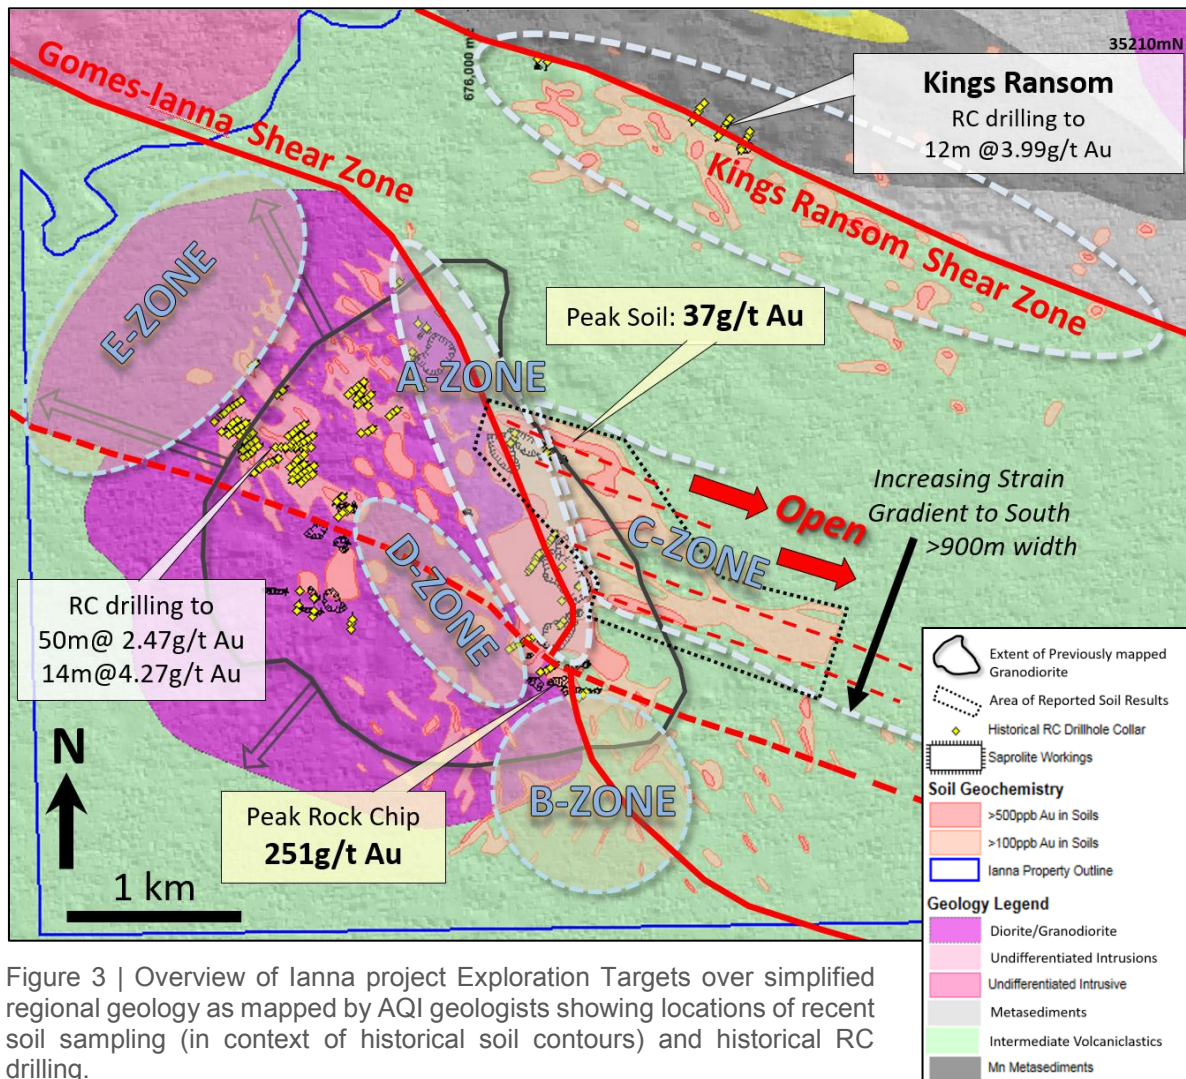 35210mN
676,000 mE
Gomes-Ianna Shear Zone
Kings Ransom
RC drilling to
12m @3.99g/t Au
Kings Ransom Shear Zone
E-ZONE
A-ZONE
Peak Soil: 37g/t Au
Increasing Strain
Gradient to South
>900m width
Open
C-ZONE
D-ZONE
RC drilling to
50m@ 2.47g/t Au
14m@4.27g/t Au
B-ZONE
Peak Rock Chip
251g/t Au
N
1 km
Extent of Previously mapped
Granodiorite
Area of Reported Soil Results
Historical RC Drillhole Collar
Saprolite Workings
Soil Geochemistry
>500ppb Au in Soils
>100ppb Au in Soils
Ianna Property Outline
Geology Legend
Diorite/Granodiorite
Undifferentiated Intrusions
Undifferentiated Intrusive
Metasediments
Intermediate Volcaniclastics
Mn Metasediments
Figure 3 | Overview of Ianna project Exploration Targets over simplified
regional geology as mapped by AQI geologists showing locations of recent
soil sampling (in context of historical soil contours) and historical RC
drilling.